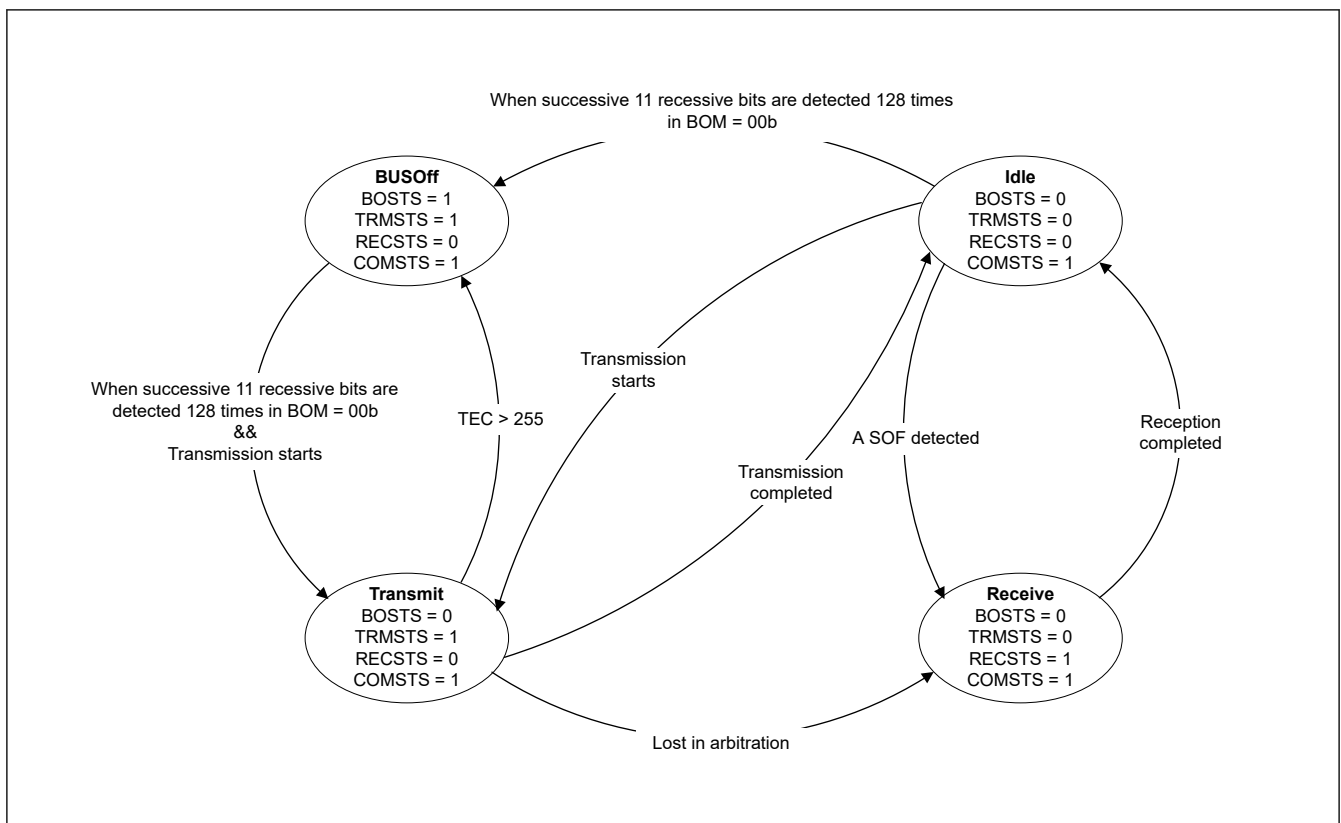 When successive 11 recessive bits are detected 128 times
in BOM = 00b
BUSOff
BOSTS = 1
TRMSTS = 1
RECSTS = 0
COMSTS = 1
Idle
BOSTS = 0
TRMSTS = 0
RECSTS = 0
COMSTS = 1
When successive 11 recessive bits are
detected 128 times in BOM = 00b
&&
Transmission starts
TEC > 255
Transmission
starts
Transmission
completed
A SOF detected
Reception
completed
Transmit
BOSTS = 0
TRMSTS = 1
RECSTS = 0
COMSTS = 1
Receive
BOSTS = 0
TRMSTS = 0
RECSTS = 1
COMSTS = 1
Lost in arbitration